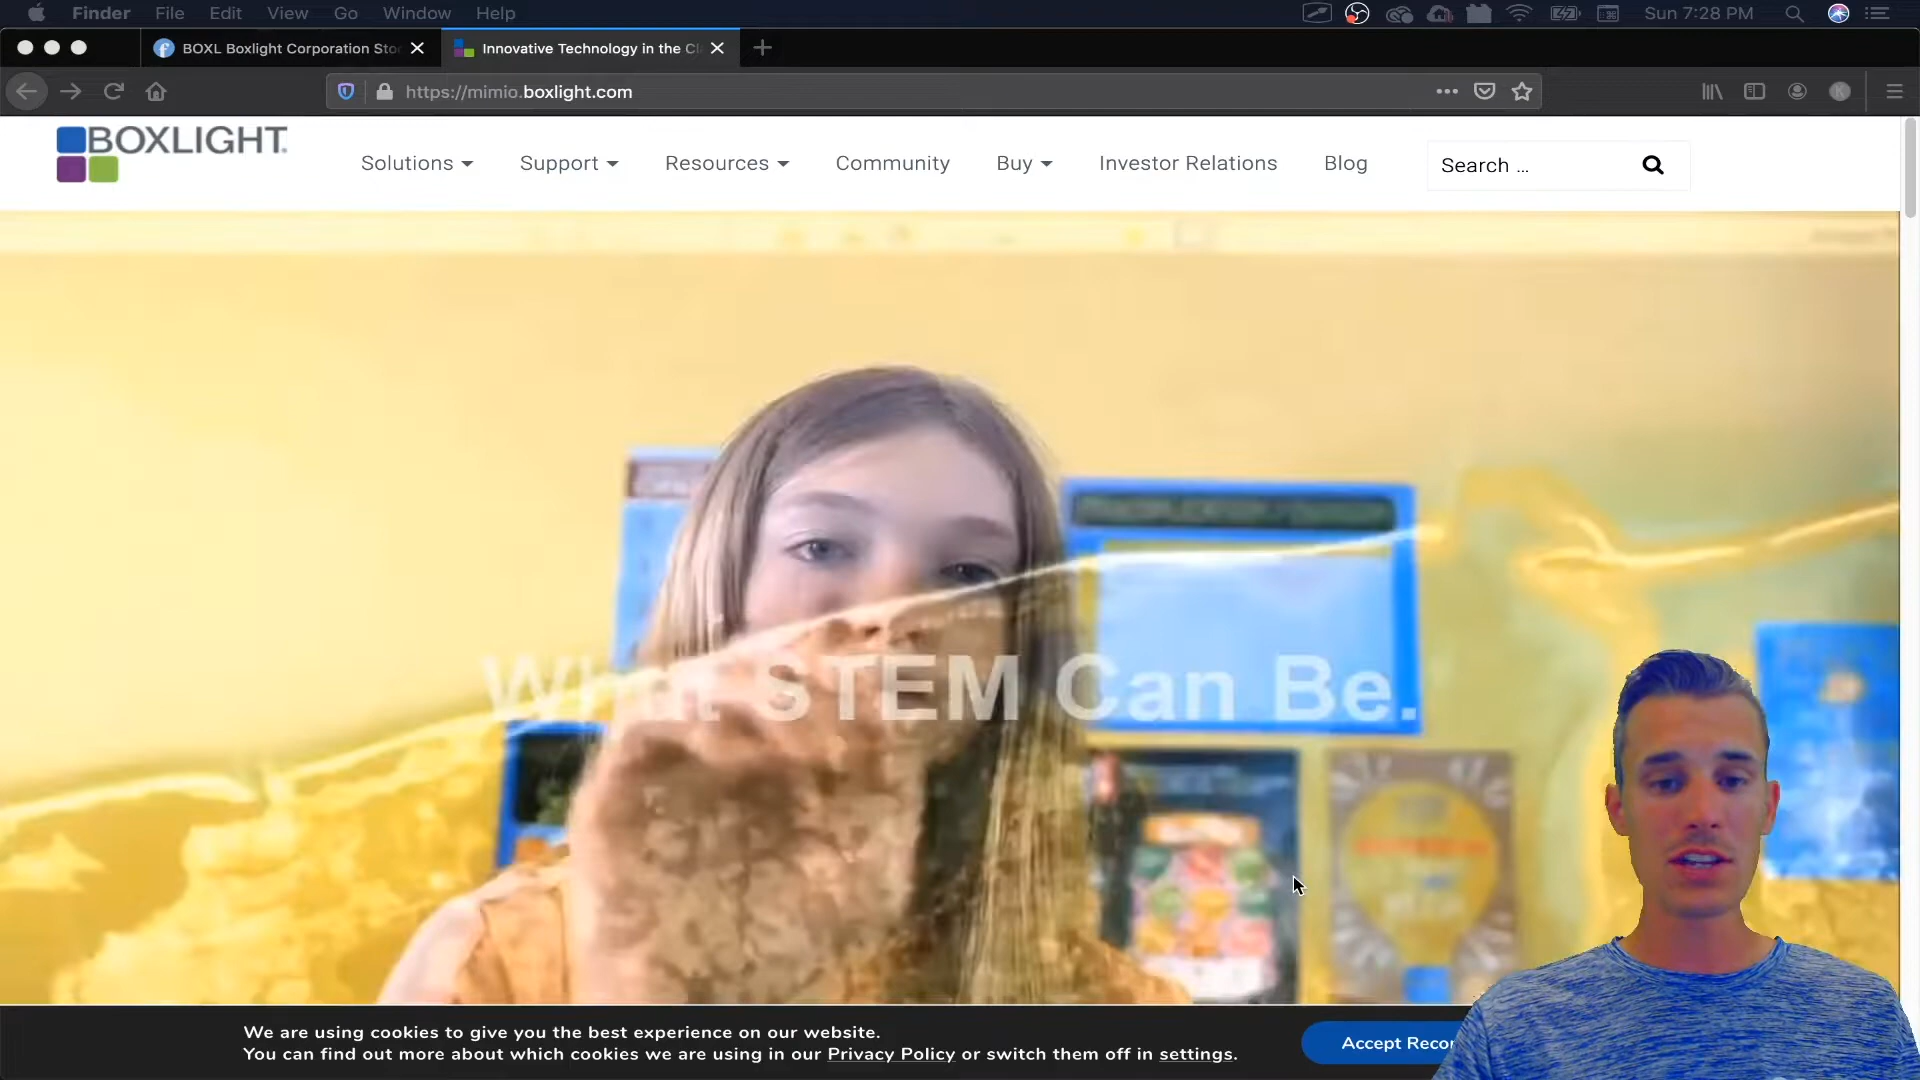 Finder File Edit View Go Window Help Sun 7:28 PM
BOXL Boxlight Corporation Sto
Innovative Technology in the Cl
https://mimio.boxlight.com
BOXLIGHT
Solutions Support Resources Community Buy Investor Relations Blog Search ...
What STEM Can Be.
We are using cookies to give you the best experience on our website.
You can find out more about which cookies we are using in our Privacy Policy or switch them off in settings.
Accept Recor